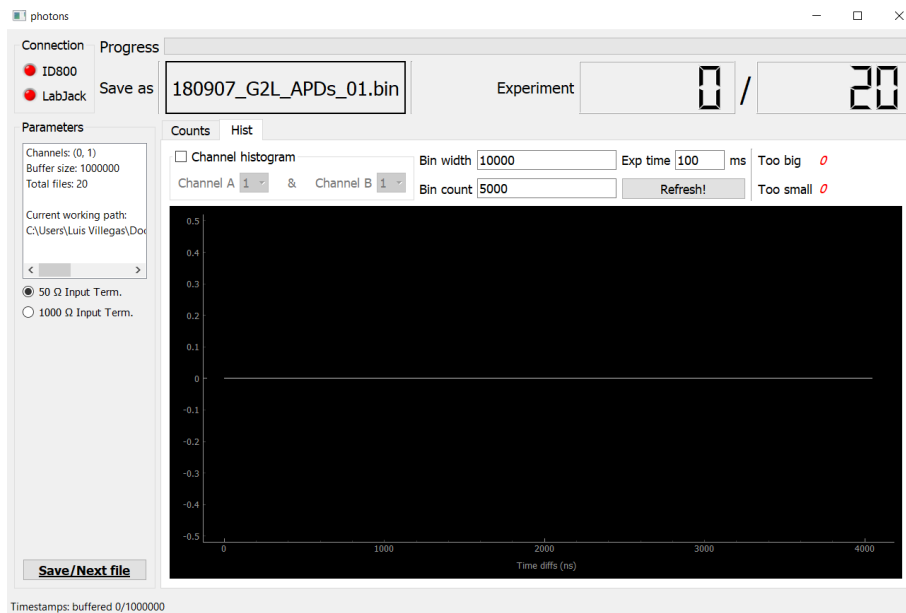 photons
Connection
ID800
LabJack
Progress
Save as
180907_G2L_APDs_01.bin
Experiment
0 / 20
Parameters
Channels: (0, 1)
Buffer size: 1000000
Total files: 20
Current working path:
C:\Users\Luis Villegas\Doc
50 Ω Input Term.
1000 Ω Input Term.
Save/Next file
Counts Hist
Channel histogram
Channel A 1 & Channel B 1
Bin width 10000
Bin count 5000
Exp time 100 ms
Refresh!
Too big 0
Too small 0
0.5
0.4
0.3
0.2
0.1
0
-0.1
-0.2
-0.3
-0.4
-0.5
0 1000 2000 3000 4000
Time diffs (ns)
Timestamps: buffered 0/1000000